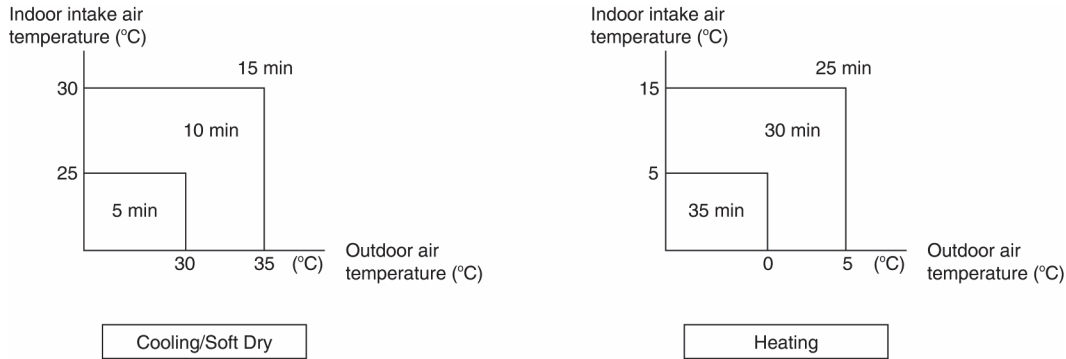 Indoor intake air
temperature (°C)
15 min
30
10 min
25
5 min
30 35 (°C)
Outdoor air
temperature (°C)
Cooling/Soft Dry
Indoor intake air
temperature (°C)
25 min
15
30 min
5
35 min
0 5 (°C)
Outdoor air
temperature (°C)
Heating